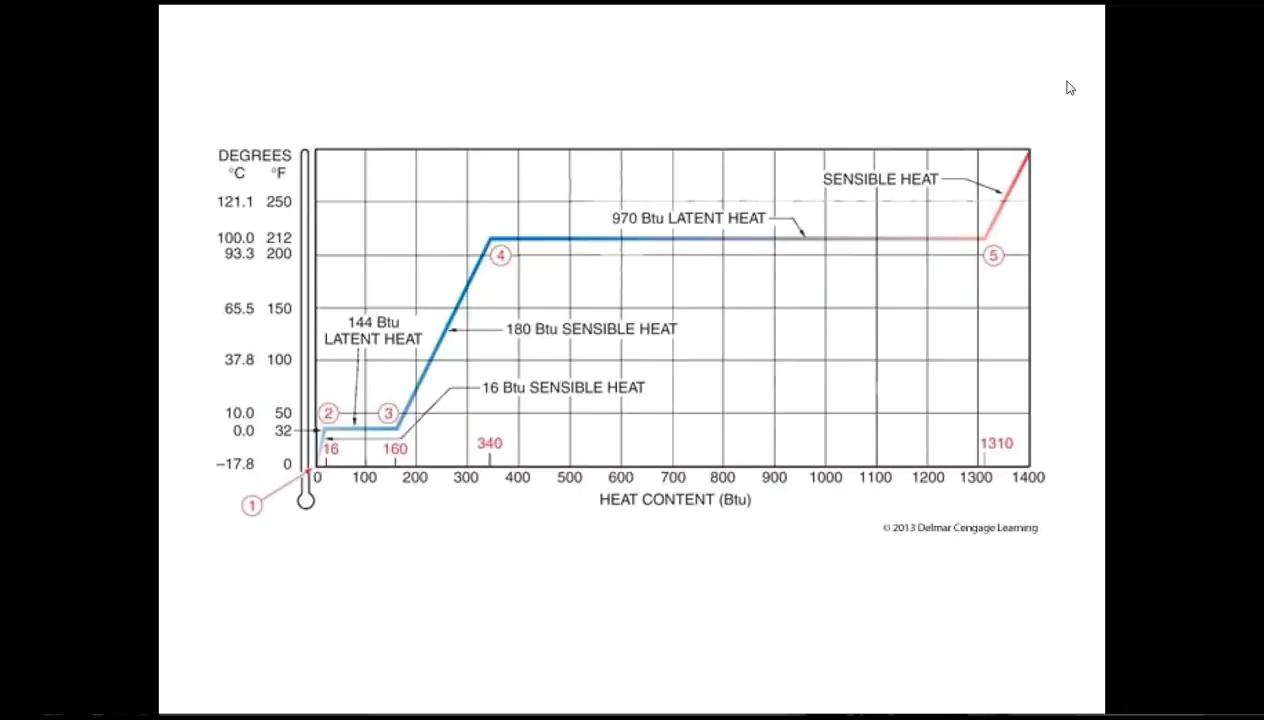 DEGREES
°C °F
SENSIBLE HEAT
121.1 250
970 Btu LATENT HEAT
100.0 212
93.3 200
4
5
65.5 150
144 Btu
LATENT HEAT
180 Btu SENSIBLE HEAT
37.8 100
16 Btu SENSIBLE HEAT
10.0 50
2
3
0.0 32
16
160
340
1310
–17.8 0
0 100 200 300 400 500 600 700 800 900 1000 1100 1200 1300 1400
1
HEAT CONTENT (Btu)
© 2013 Delmar Cengage Learning